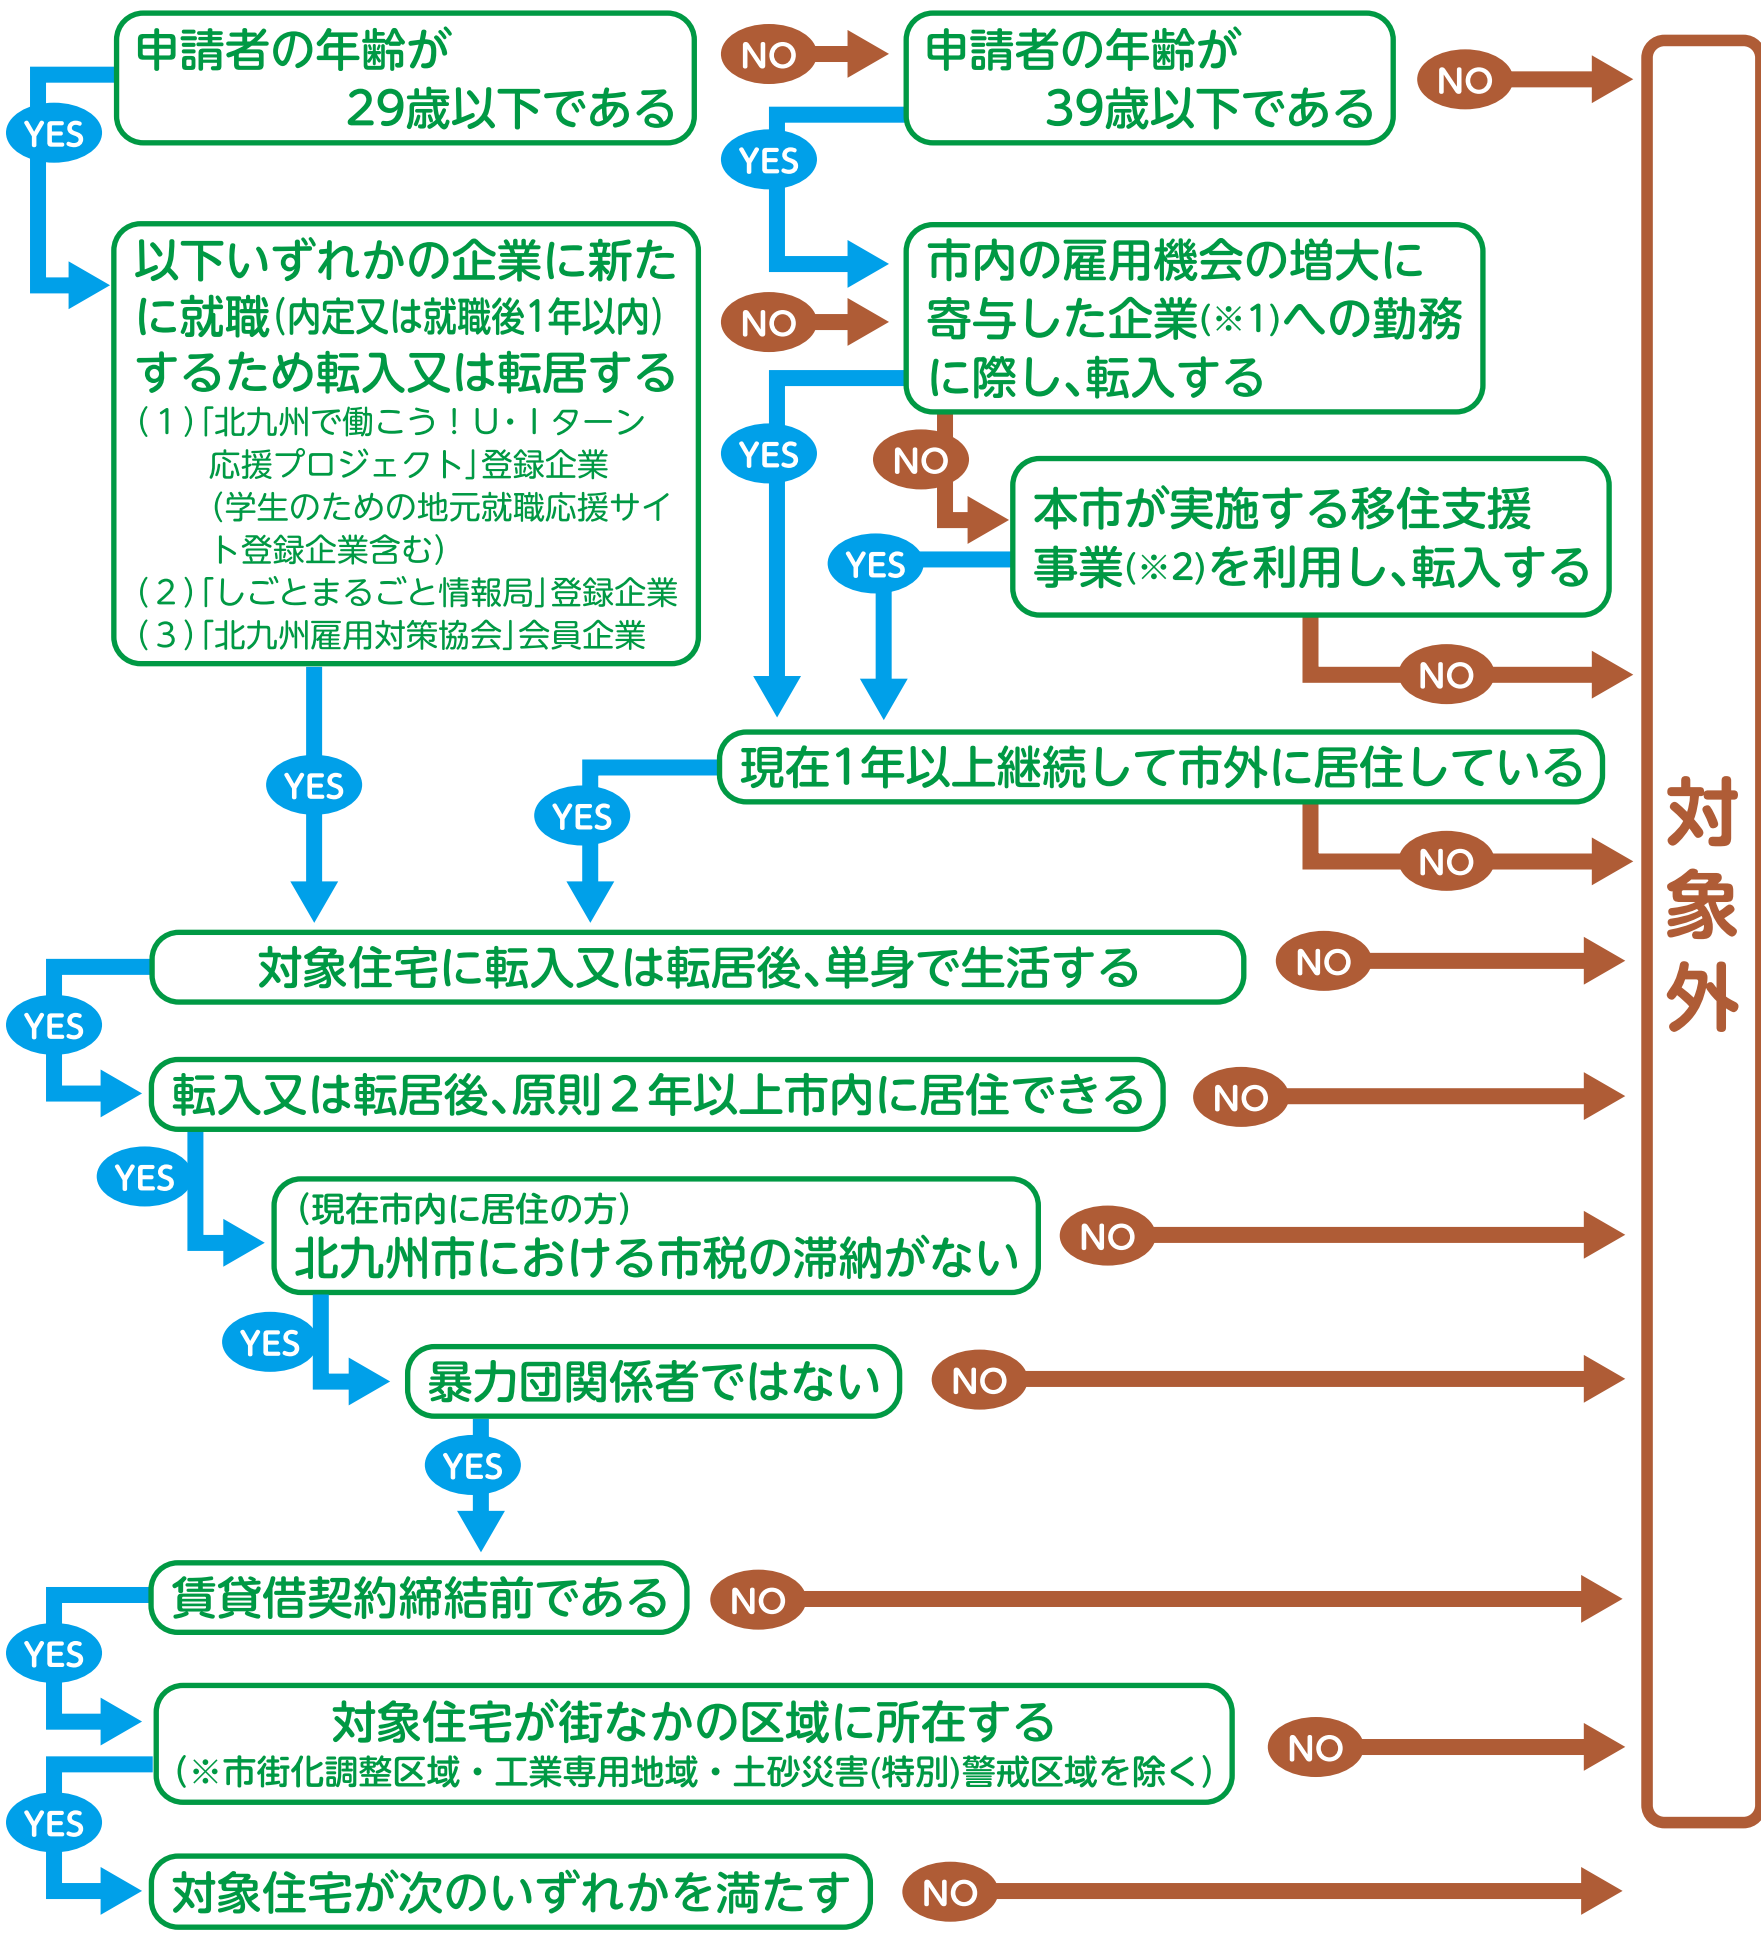 申請者の年齢が
29歳以下である
NO
申請者の年齢が
39歳以下である
NO
YES
YES
以下いずれかの企業に新た
に就職(内定又は就職後1年以内)
するため転入又は転居する
(1)「北九州で働こう!U・Iターン
応援プロジェクト」登録企業
(学生のための地元就職応援サイ
ト登録企業含む)
(2)「しごとまるごと情報局」登録企業
(3)「北九州雇用対策協会」会員企業
NO
市内の雇用機会の増大に
寄与した企業(※1)への勤務
に際し、転入する
YES
NO
本市が実施する移住支援
事業(※2)を利用し、転入する
YES
NO
現在1年以上継続して市外に居住している
YES
YES
NO
対象外
対象住宅に転入又は転居後、単身で生活する
NO
YES
転入又は転居後、原則2年以上市内に居住できる
NO
YES
(現在市内に居住の方)
北九州市における市税の滞納がない
NO
YES
暴力団関係者ではない
NO
YES
賃貸借契約締結前である
NO
YES
対象住宅が街なかの区域に所在する
(※市街化調整区域・工業専用地域・土砂災害(特別)警戒区域を除く)
NO
YES
対象住宅が次のいずれかを満たす
NO